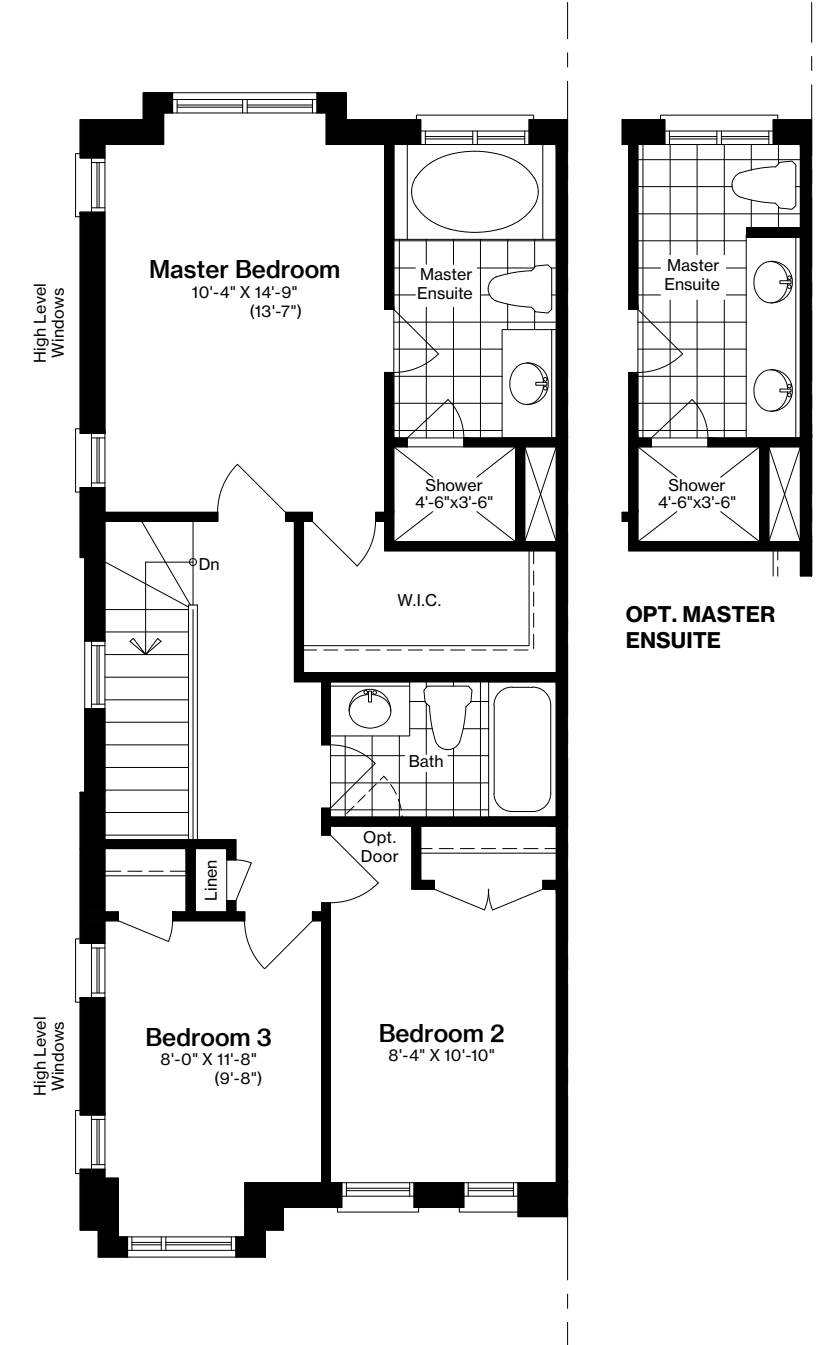 High Level
Windows
Master Bedroom
10'-4" X 14'-9"
(13'-7")
Master
Ensuite
Shower
4'-6"x3'-6"
Master
Ensuite
Shower
4'-6"x3'-6"
OPT. MASTER
ENSUITE
Dn
W.I.C.
Bath
Opt.
Door
Linen
High Level
Windows
Bedroom 3
8'-0" X 11'-8"
(9'-8")
Bedroom 2
8'-4" X 10'-10"